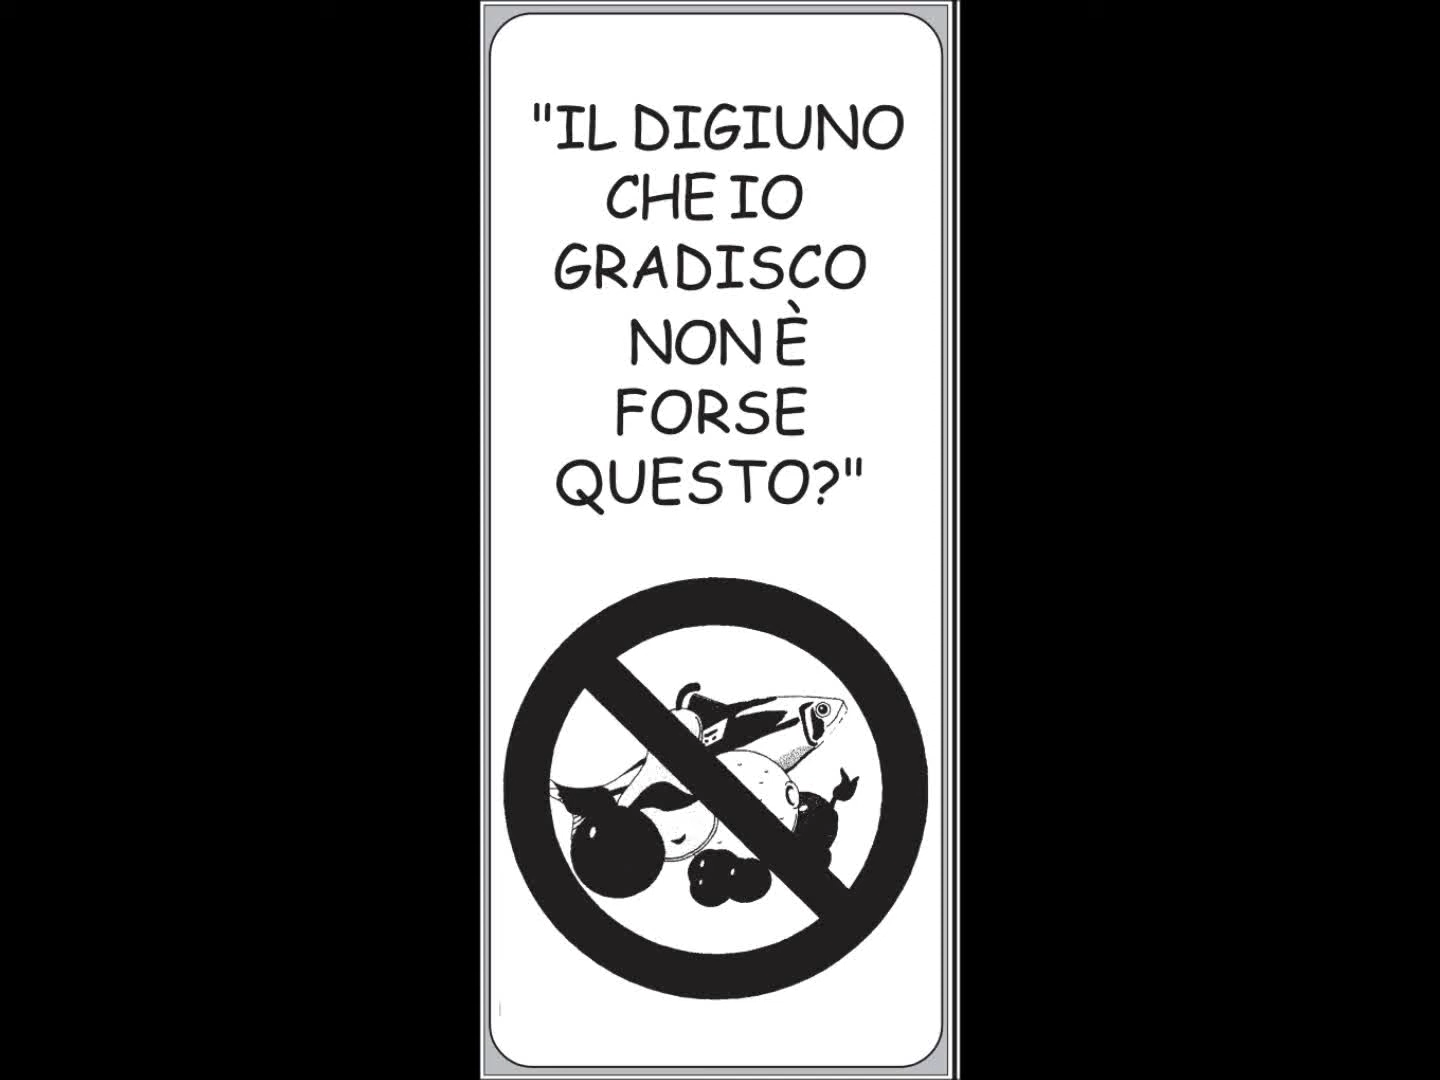 "IL DIGIUNO
CHE IO
GRADISCO
NON È
FORSE
QUESTO?"